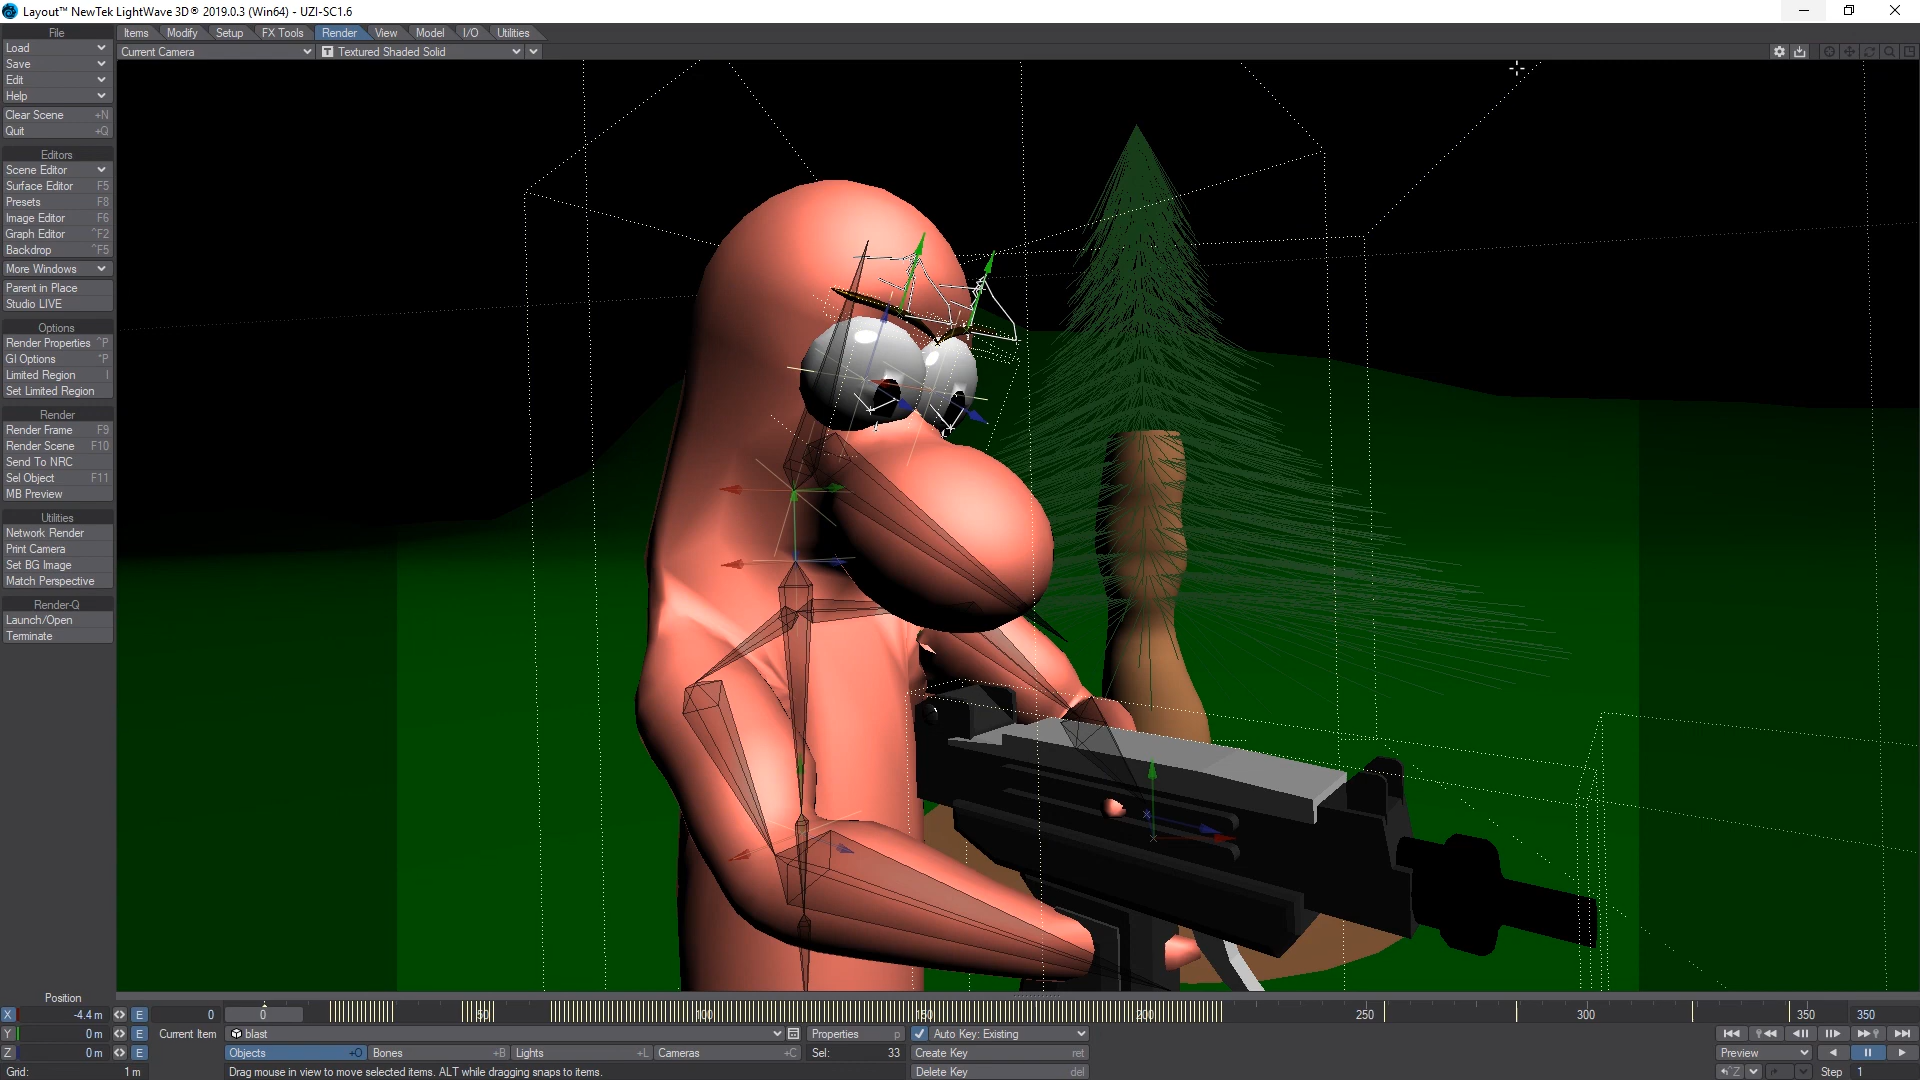 Layout™ NewTek LightWave 3D® 2019.0.3 (Win64) - UZI-SC1.6
File
Items Modify Setup FX Tools Render View Model I/O Utilities
Load
Current Camera
T Textured Shaded Solid
Save
Edit
Help
Clear Scene +N
Quit +Q
Editors
Scene Editor
Surface Editor F5
Presets F8
Image Editor F6
Graph Editor ^F2
Backdrop ^F5
More Windows
Parent in Place
Studio LIVE
Options
Render Properties ^P
GI Options *P
Limited Region l
Set Limited Region
Render
Render Frame F9
Render Scene F10
Send To NRC
Sel Object F11
MB Preview
Utilities
Network Render
Print Camera
Set BG Image
Match Perspective
Render-Q
Launch/Open
Terminate
Position
X -4.4 m E 0
0 50 100 150 200 250 300 350 350
Y 0 m E Current Item blast Properties p Auto Key: Existing
Z 0 m E Objects +O Bones +B Lights +L Cameras +C Sel: 33 Create Key ret
Preview
Grid: 1 m Drag mouse in view to move selected items. ALT while dragging snaps to items. Delete Key del
^Z Step 1